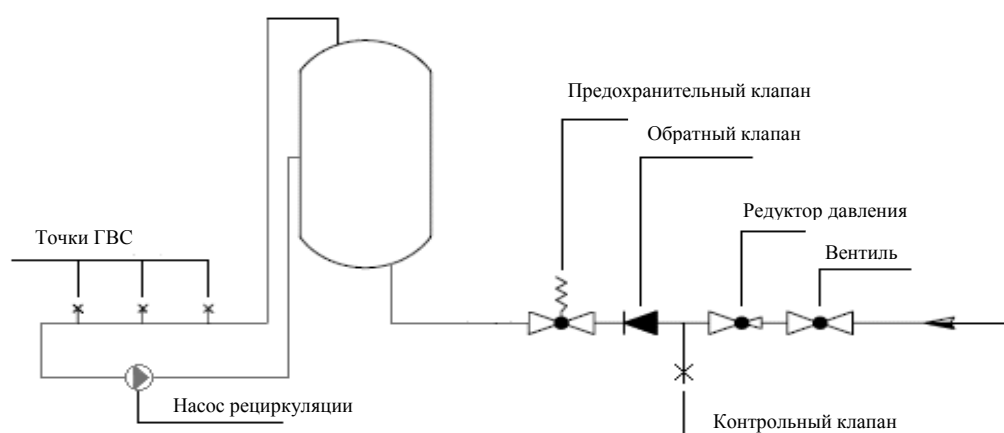 Предохранительный клапан
Обратный клапан
Редуктор давления
Точки ГВС
Вентиль
Насос рециркуляции
Контрольный клапан